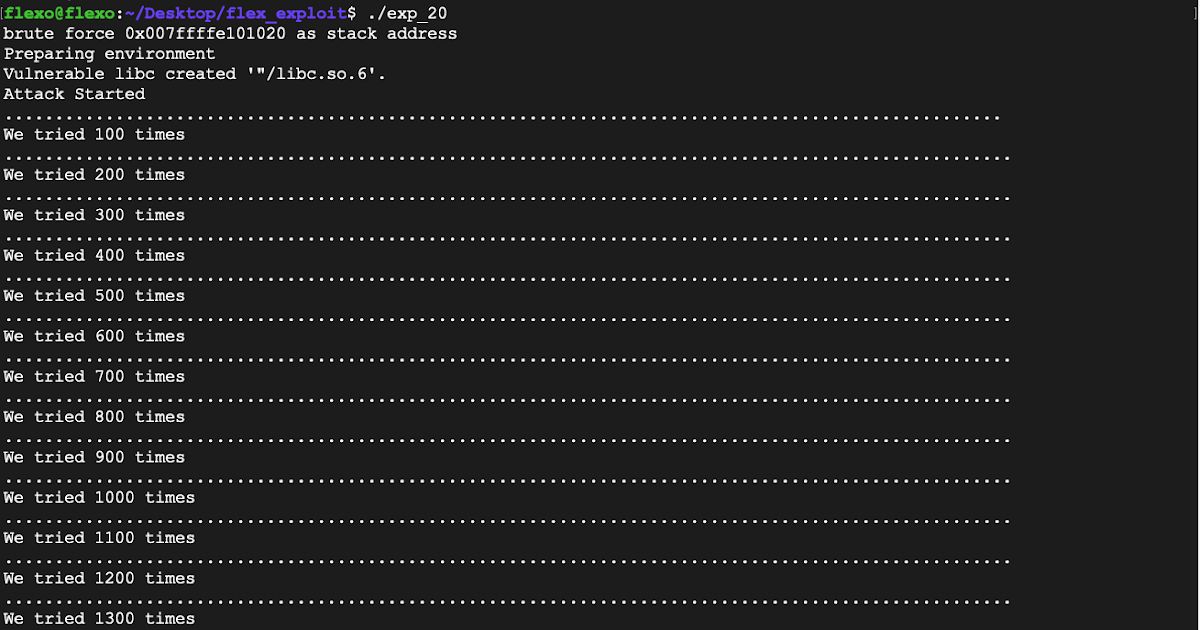 [flexo@flexo:~/Desktop/flex_exploit$ ./exp_20 ]
brute force 0x007ffffe101020 as stack address
Preparing environment
Vulnerable libc created '"/libc.so.6'.
Attack Started
...................................................................................................
We tried 100 times
....................................................................................................
We tried 200 times
....................................................................................................
We tried 300 times
....................................................................................................
We tried 400 times
....................................................................................................
We tried 500 times
....................................................................................................
We tried 600 times
....................................................................................................
We tried 700 times
....................................................................................................
We tried 800 times
....................................................................................................
We tried 900 times
....................................................................................................
We tried 1000 times
....................................................................................................
We tried 1100 times
....................................................................................................
We tried 1200 times
....................................................................................................
We tried 1300 times